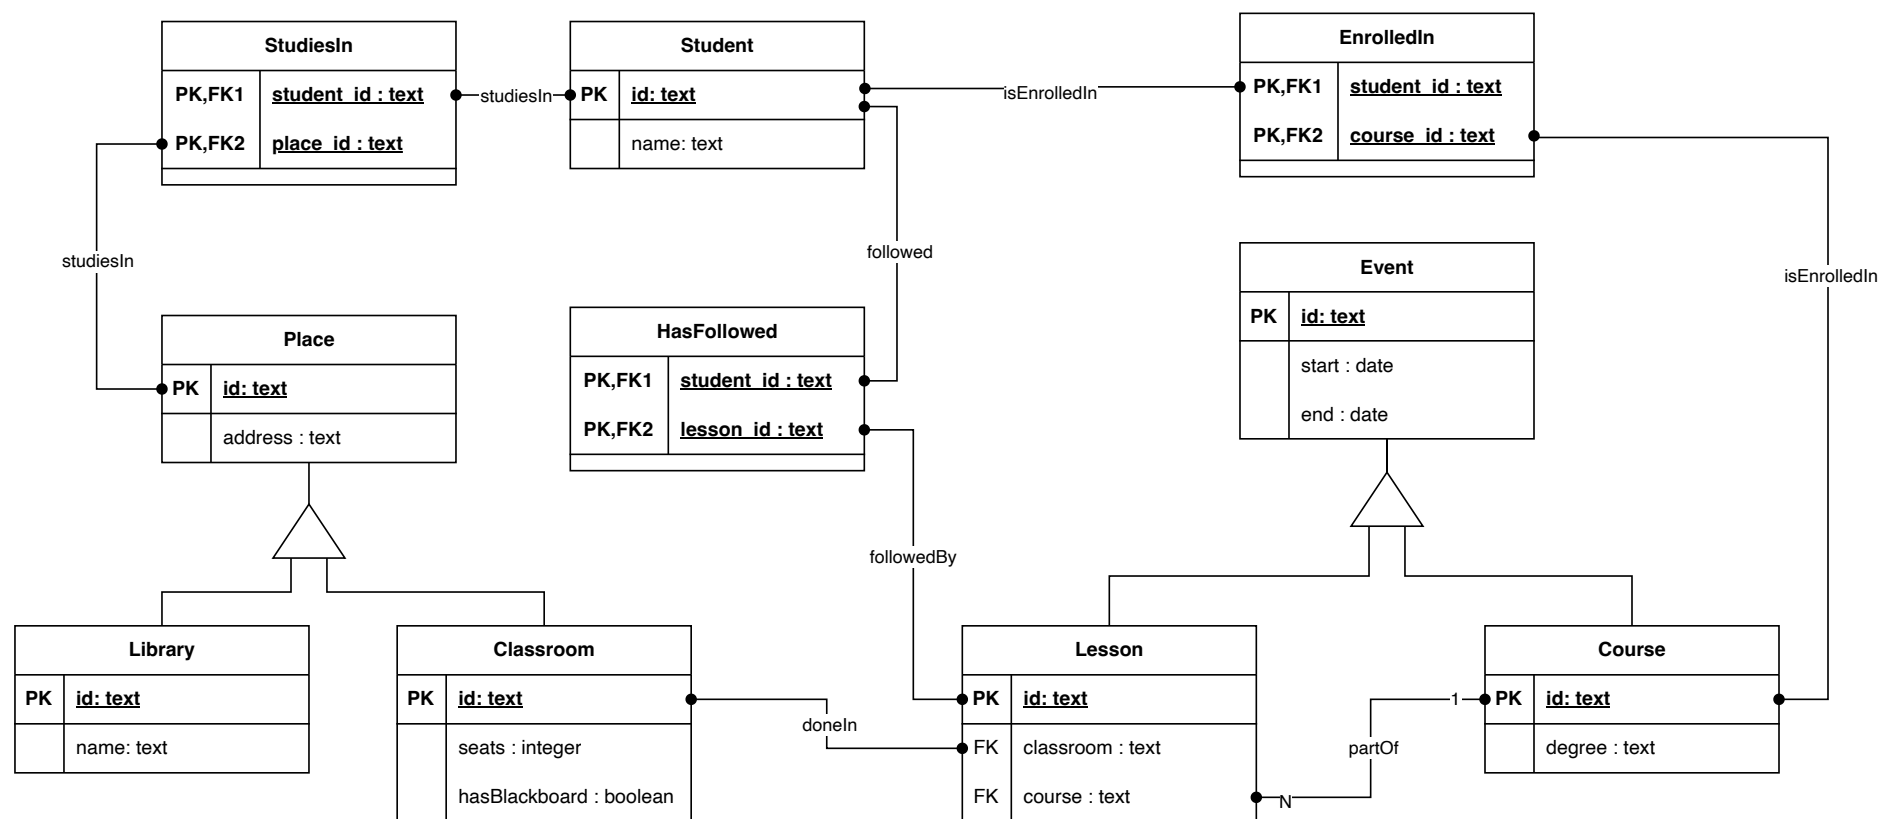 StudiesIn
PK,FK1 student_id : text
PK,FK2 place_id : text
studiesIn
Student
PK id: text
name: text
isEnrolledIn
EnrolledIn
PK,FK1 student_id : text
PK,FK2 course_id : text
isEnrolledIn
studiesIn
followed
Place
PK id: text
address : text
HasFollowed
PK,FK1 student_id : text
PK,FK2 lesson_id : text
followedBy
Event
PK id: text
start : date
end : date
Library
PK id: text
name: text
Classroom
PK id: text
seats : integer
hasBlackboard : boolean
doneIn
Lesson
PK id: text
FK classroom : text
FK course : text
N
partOf
1
Course
PK id: text
degree : text